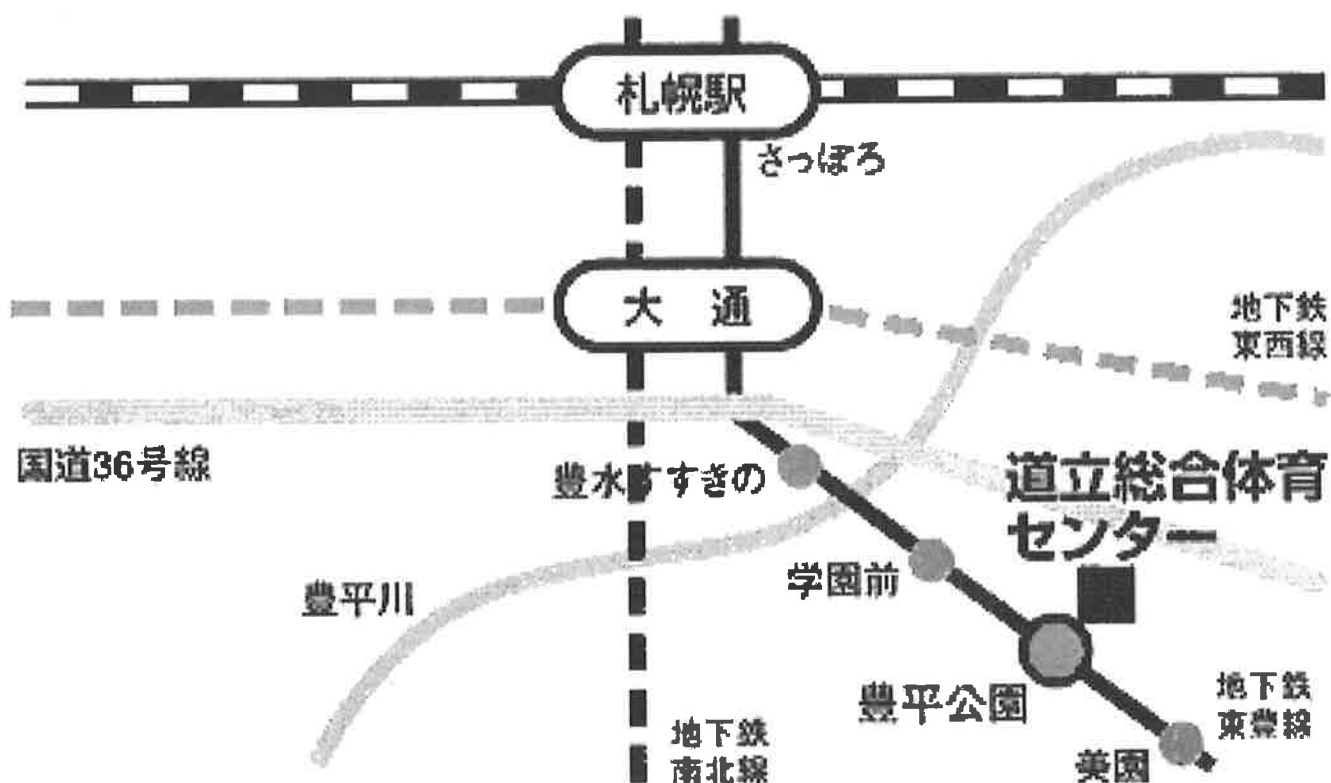 札幌駅
さっぽろ
大 通
地下鉄
東西線
国道36号線
豊水すすきの
道立総合体育
センター
学園前
豊平川
豊平公園
地下鉄
東豊線
美園
地下鉄
南北線